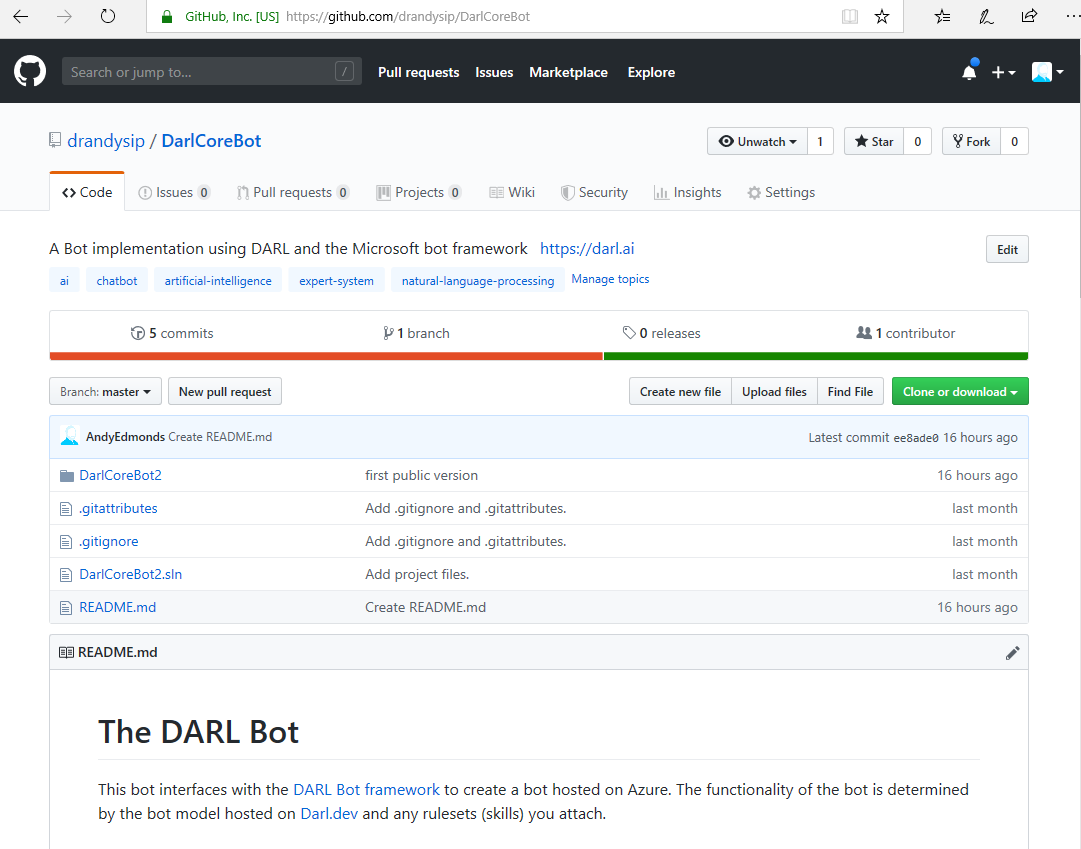 GitHub, Inc. [US] https://github.com/drandysip/DarlCoreBot
Search or jump to... / Pull requests Issues Marketplace Explore
drandysip / DarlCoreBot Unwatch 1 Star 0 Fork 0
Code Issues 0 Pull requests 0 Projects 0 Wiki Security Insights Settings
A Bot implementation using DARL and the Microsoft bot framework https://darl.ai Edit
ai chatbot artificial-intelligence expert-system natural-language-processing Manage topics
5 commits 1 branch 0 releases 1 contributor
Branch: master New pull request Create new file Upload files Find File Clone or download
AndyEdmonds Create README.md Latest commit ee8ade0 16 hours ago
DarlCoreBot2 first public version 16 hours ago
.gitattributes Add .gitignore and .gitattributes. last month
.gitignore Add .gitignore and .gitattributes. last month
DarlCoreBot2.sln Add project files. last month
README.md Create README.md 16 hours ago
README.md
The DARL Bot
This bot interfaces with the DARL Bot framework to create a bot hosted on Azure. The functionality of the bot is determined
by the bot model hosted on Darl.dev and any rulesets (skills) you attach.